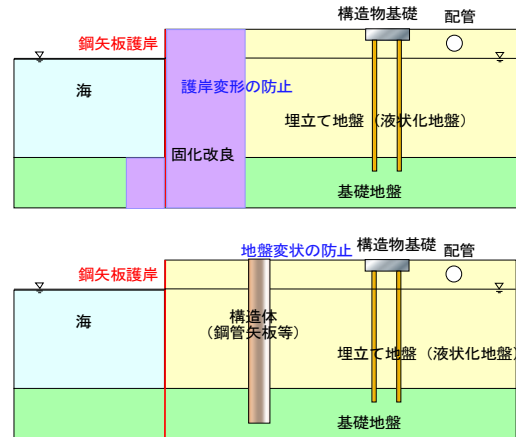 構造物基礎
配管
鋼矢板護岸
海
護岸変形の防止
埋立て地盤（液状化地盤）
固化改良
基礎地盤
地盤変状の防止
構造物基礎
配管
鋼矢板護岸
海
構造体
（鋼管矢板等）
埋立て地盤（液状化地盤）
基礎地盤